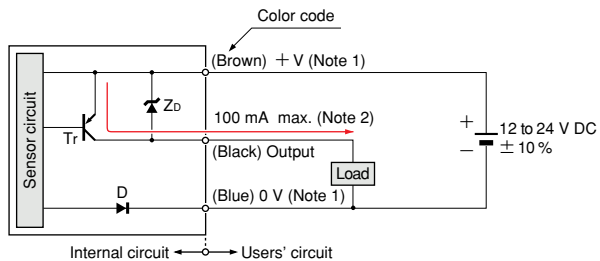 Color code
(Brown) + V (Note 1)
Sensor circuit
Tr
ZD
100 mA max. (Note 2)
(Black) Output
+
−
12 to 24 V DC
± 10 %
Load
D
(Blue) 0 V (Note 1)
Internal circuit
Users' circuit